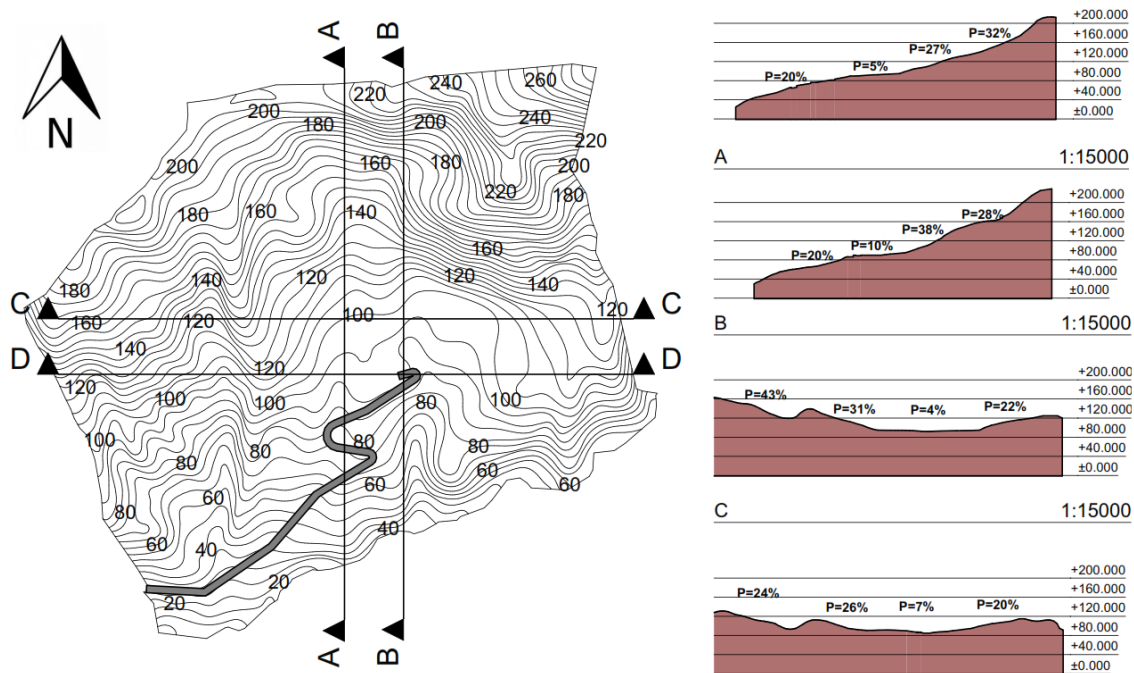 A
B
N
220
240
260
200
240
180
200
220
160
180
200
200
220
180
180
160
140
160
140
120
120
140
180
C
C
160
120
100
120
140
D
D
120
120
100
100
80
100
100
80
80
80
60
60
60
80
60
40
60
40
20
20
A
B
P=20%
P=5%
P=27%
P=32%
+200.000
+160.000
+120.000
+80.000
+40.000
±0.000
A
1:15000
P=20%
P=10%
P=38%
P=28%
+200.000
+160.000
+120.000
+80.000
+40.000
±0.000
B
1:15000
P=43%
P=31%
P=4%
P=22%
+200.000
+160.000
+120.000
+80.000
+40.000
±0.000
C
1:15000
P=24%
P=26%
P=7%
P=20%
+200.000
+160.000
+120.000
+80.000
+40.000
±0.000